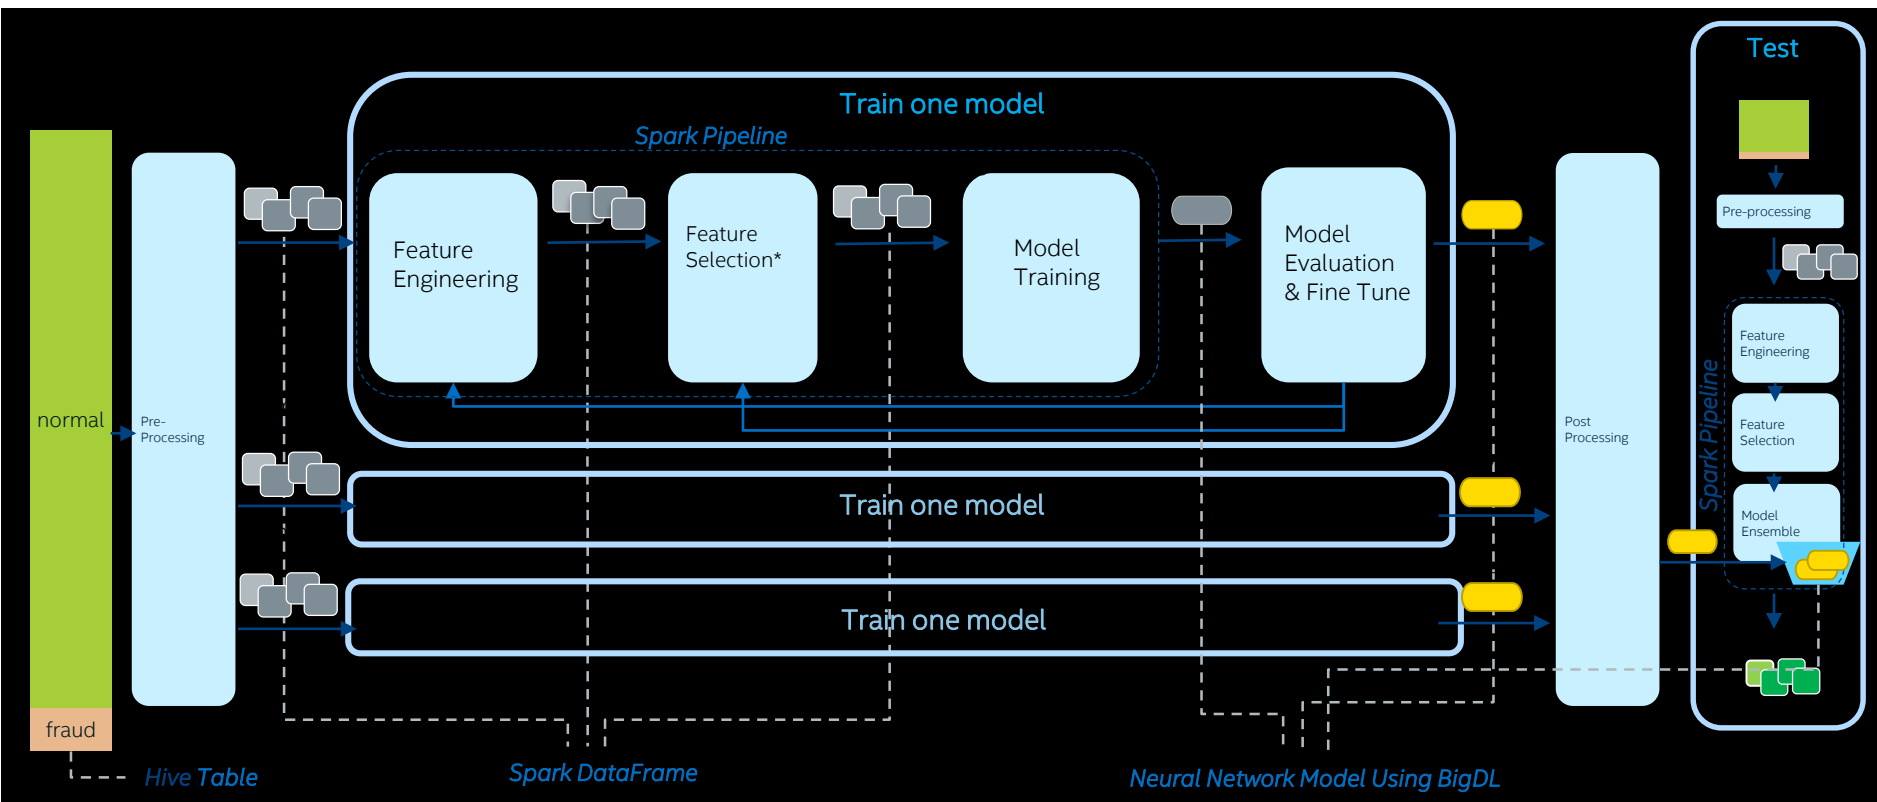 Test
Train one model
Spark Pipeline
Pre-processing
Feature
Engineering
Feature
Selection*
Model
Training
Model
Evaluation
& Fine Tune
Feature
Engineering
normal
Pre-
Processing
Post
Processing
Spark Pipeline
Feature
Selection
Train one model
Model
Ensemble
Train one model
fraud
Hive Table
Spark DataFrame
Neural Network Model Using BigDL